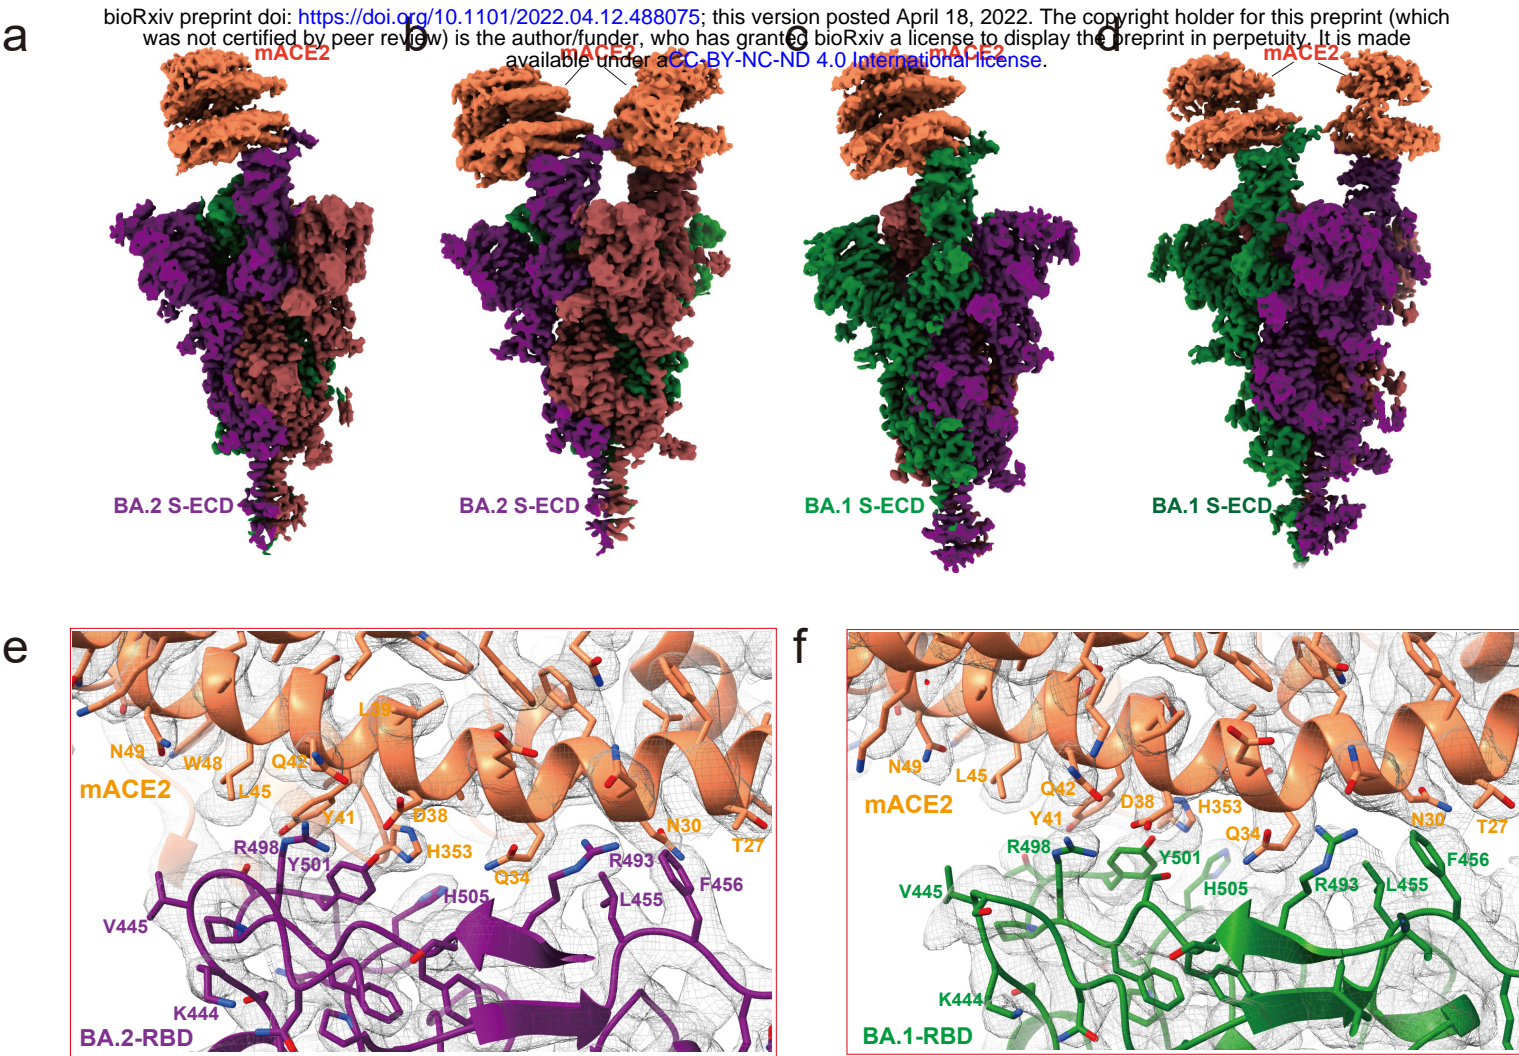 bioRxiv preprint doi: https://doi.org/10.1101/2022.04.12.488075; this version posted April 18, 2022. The copyright holder for this preprint (which
was not certified by peer review) is the author/funder, who has granted bioRxiv a license to display the preprint in perpetuity. It is made
available under aCC-BY-NC-ND 4.0 International license.
a
b
c
d
mACE2
mACE2
mACE2
mACE2
BA.2 S-ECD
BA.2 S-ECD
BA.1 S-ECD
BA.1 S-ECD
e
L39
N49
W48
Q42
mACE2
L45
Y41
D38
N30
T27
R498
Y501
H353
Q34
R493
F456
V445
H505
L455
K444
BA.2-RBD
f
N49
L45
Q42
mACE2
Y41
D38
H353
Q34
N30
T27
R498
Y501
F456
V445
H505
R493
L455
K444
BA.1-RBD